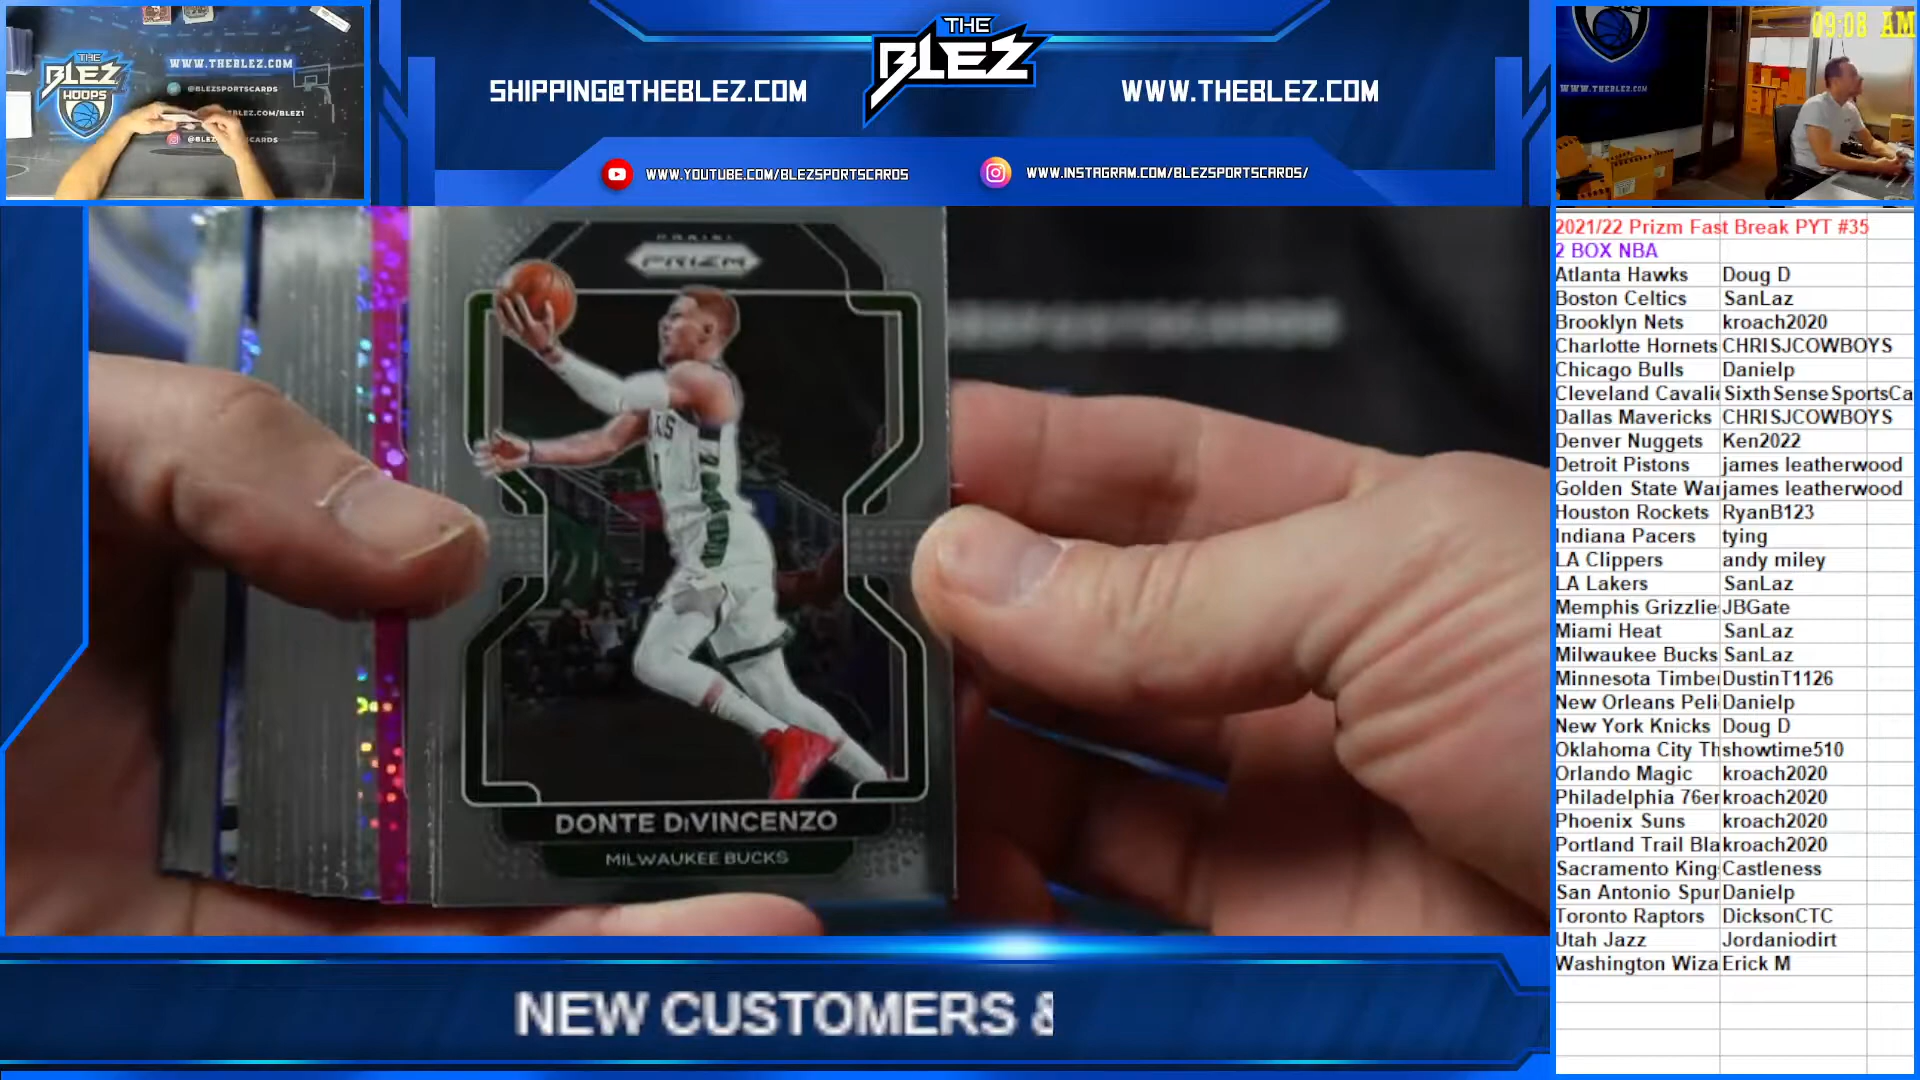 THE
BLEZ
HOOPS
WWW.THEBLEZ.COM
@BLEZSPORTSCARDS
BLEZ.COM/BLEZ1
THE
BLEZ
SHIPPING@THEBLEZ.COM
WWW.THEBLEZ.COM
WWW.YOUTUBE.COM/BLEZSPORTSCARDS
WWW.INSTAGRAM.COM/BLEZSPORTSCARDS/
09:08 AM
WWW.THEBLEZ.COM
PANINI
PRIZM
DONTE DiVINCENZO
MILWAUKEE BUCKS
2021/22 Prizm Fast Break PYT #35
2 BOX NBA
Atlanta Hawks Doug D
Boston Celtics SanLaz
Brooklyn Nets kroach2020
Charlotte Hornets CHRISJCOWBOYS
Chicago Bulls Danielp
Cleveland Cavalie SixthSenseSportsCa
Dallas Mavericks CHRISJCOWBOYS
Denver Nuggets Ken2022
Detroit Pistons james leatherwood
Golden State War james leatherwood
Houston Rockets RyanB123
Indiana Pacers tying
LA Clippers andy miley
LA Lakers SanLaz
Memphis Grizzlie JBGate
Miami Heat SanLaz
Milwaukee Bucks SanLaz
Minnesota Timbe DustinT1126
New Orleans Peli Danielp
New York Knicks Doug D
Oklahoma City Th showtime510
Orlando Magic kroach2020
Philadelphia 76er kroach2020
Phoenix Suns kroach2020
Portland Trail Bla kroach2020
Sacramento King Castleness
San Antonio Spur Danielp
Toronto Raptors DicksonCTC
Utah Jazz Jordaniodirt
Washington Wiza Erick M
NEW CUSTOMERS &